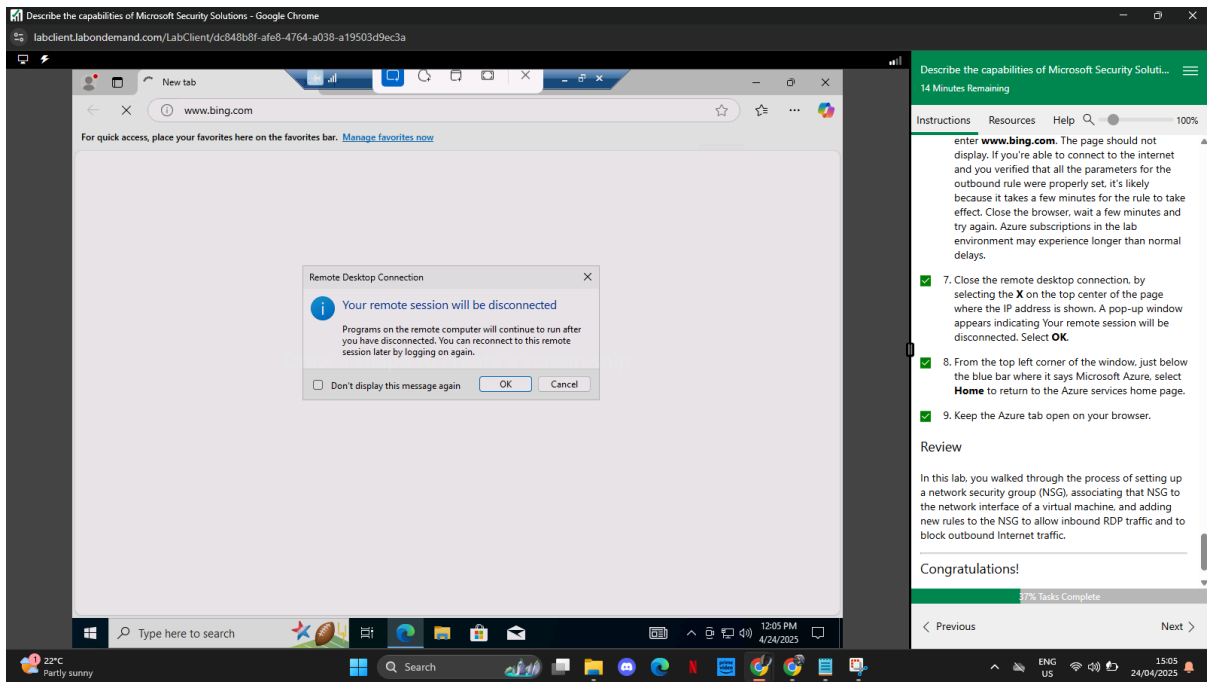 Describe the capabilities of Microsoft Security Solutions - Google Chrome
labclient.labondemand.com/LabClient/dc848b8f-afe8-4764-a038-a19503d9ec3a
New tab
www.bing.com
For quick access, place your favorites here on the favorites bar. Manage favorites now
Remote Desktop Connection
Your remote session will be disconnected
Programs on the remote computer will continue to run after
you have disconnected. You can reconnect to this remote
session later by logging on again.
Don't display this message again
OK
Cancel
Type here to search
12:05 PM
4/24/2025
Describe the capabilities of Microsoft Security Soluti...
14 Minutes Remaining
Instructions
Resources
Help
100%
enter www.bing.com. The page should not
display. If you're able to connect to the internet
and you verified that all the parameters for the
outbound rule were properly set, it's likely
because it takes a few minutes for the rule to take
effect. Close the browser, wait a few minutes and
try again. Azure subscriptions in the lab
environment may experience longer than normal
delays.
7. Close the remote desktop connection, by
selecting the X on the top center of the page
where the IP address is shown. A pop-up window
appears indicating Your remote session will be
disconnected. Select OK.
8. From the top left corner of the window, just below
the blue bar where it says Microsoft Azure, select
Home to return to the Azure services home page.
9. Keep the Azure tab open on your browser.
Review
In this lab, you walked through the process of setting up
a network security group (NSG), associating that NSG to
the network interface of a virtual machine, and adding
new rules to the NSG to allow inbound RDP traffic and to
block outbound Internet traffic.
Congratulations!
37% Tasks Complete
Previous
Next
1
22°C
Partly sunny
Search
ENG
US
15:05
24/04/2025